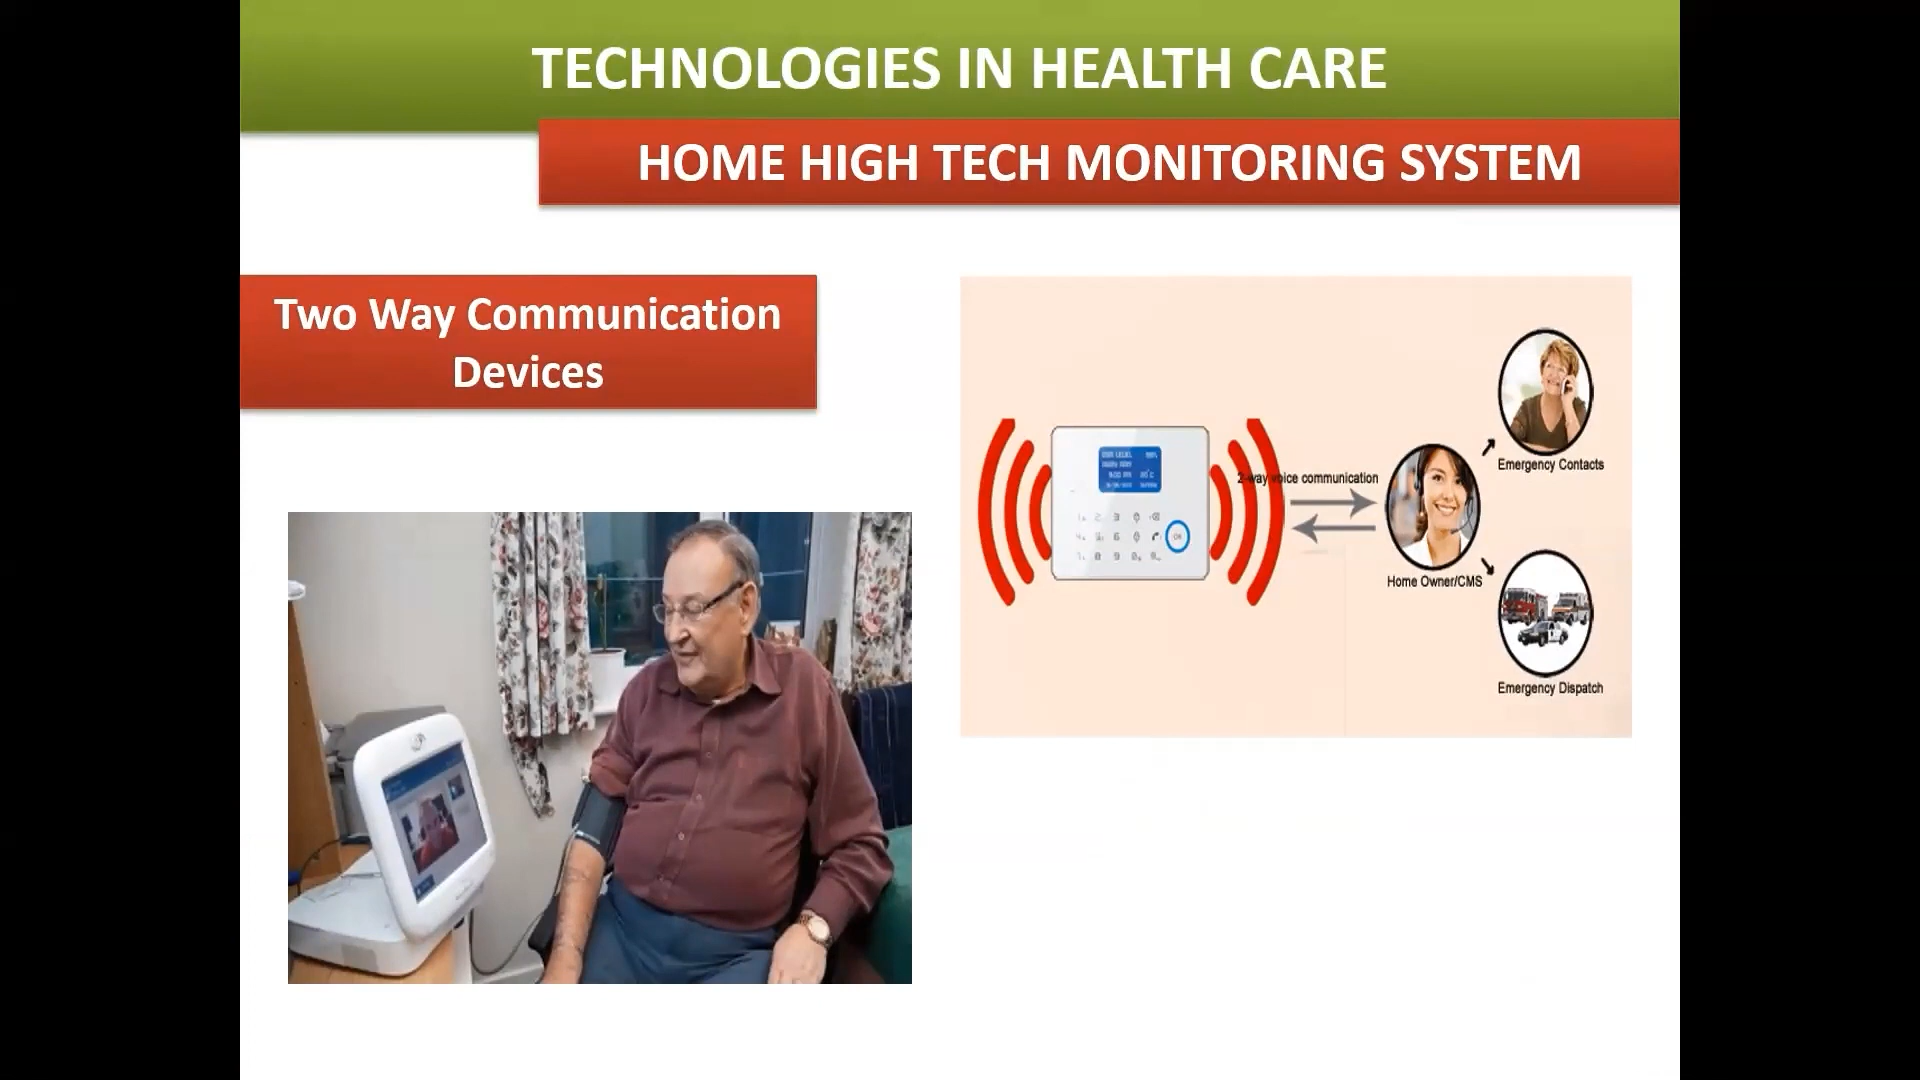 TECHNOLOGIES IN HEALTH CARE
HOME HIGH TECH MONITORING SYSTEM
Two Way Communication
Devices
2-way voice communication
Emergency Contacts
Home Owner/CMS
Emergency Dispatch
OK